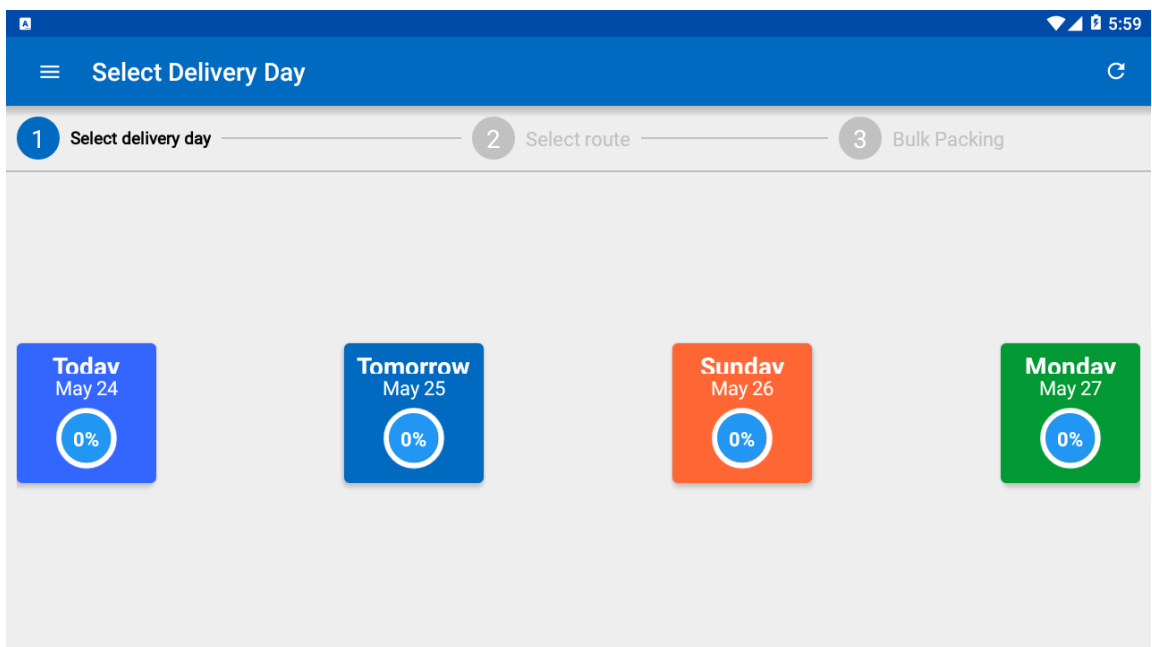 A
5:59
Select Delivery Day
1 Select delivery day 2 Select route 3 Bulk Packing
Today Tomorrow Sunday Monday
May 24 May 25 May 26 May 27
0% 0% 0% 0%